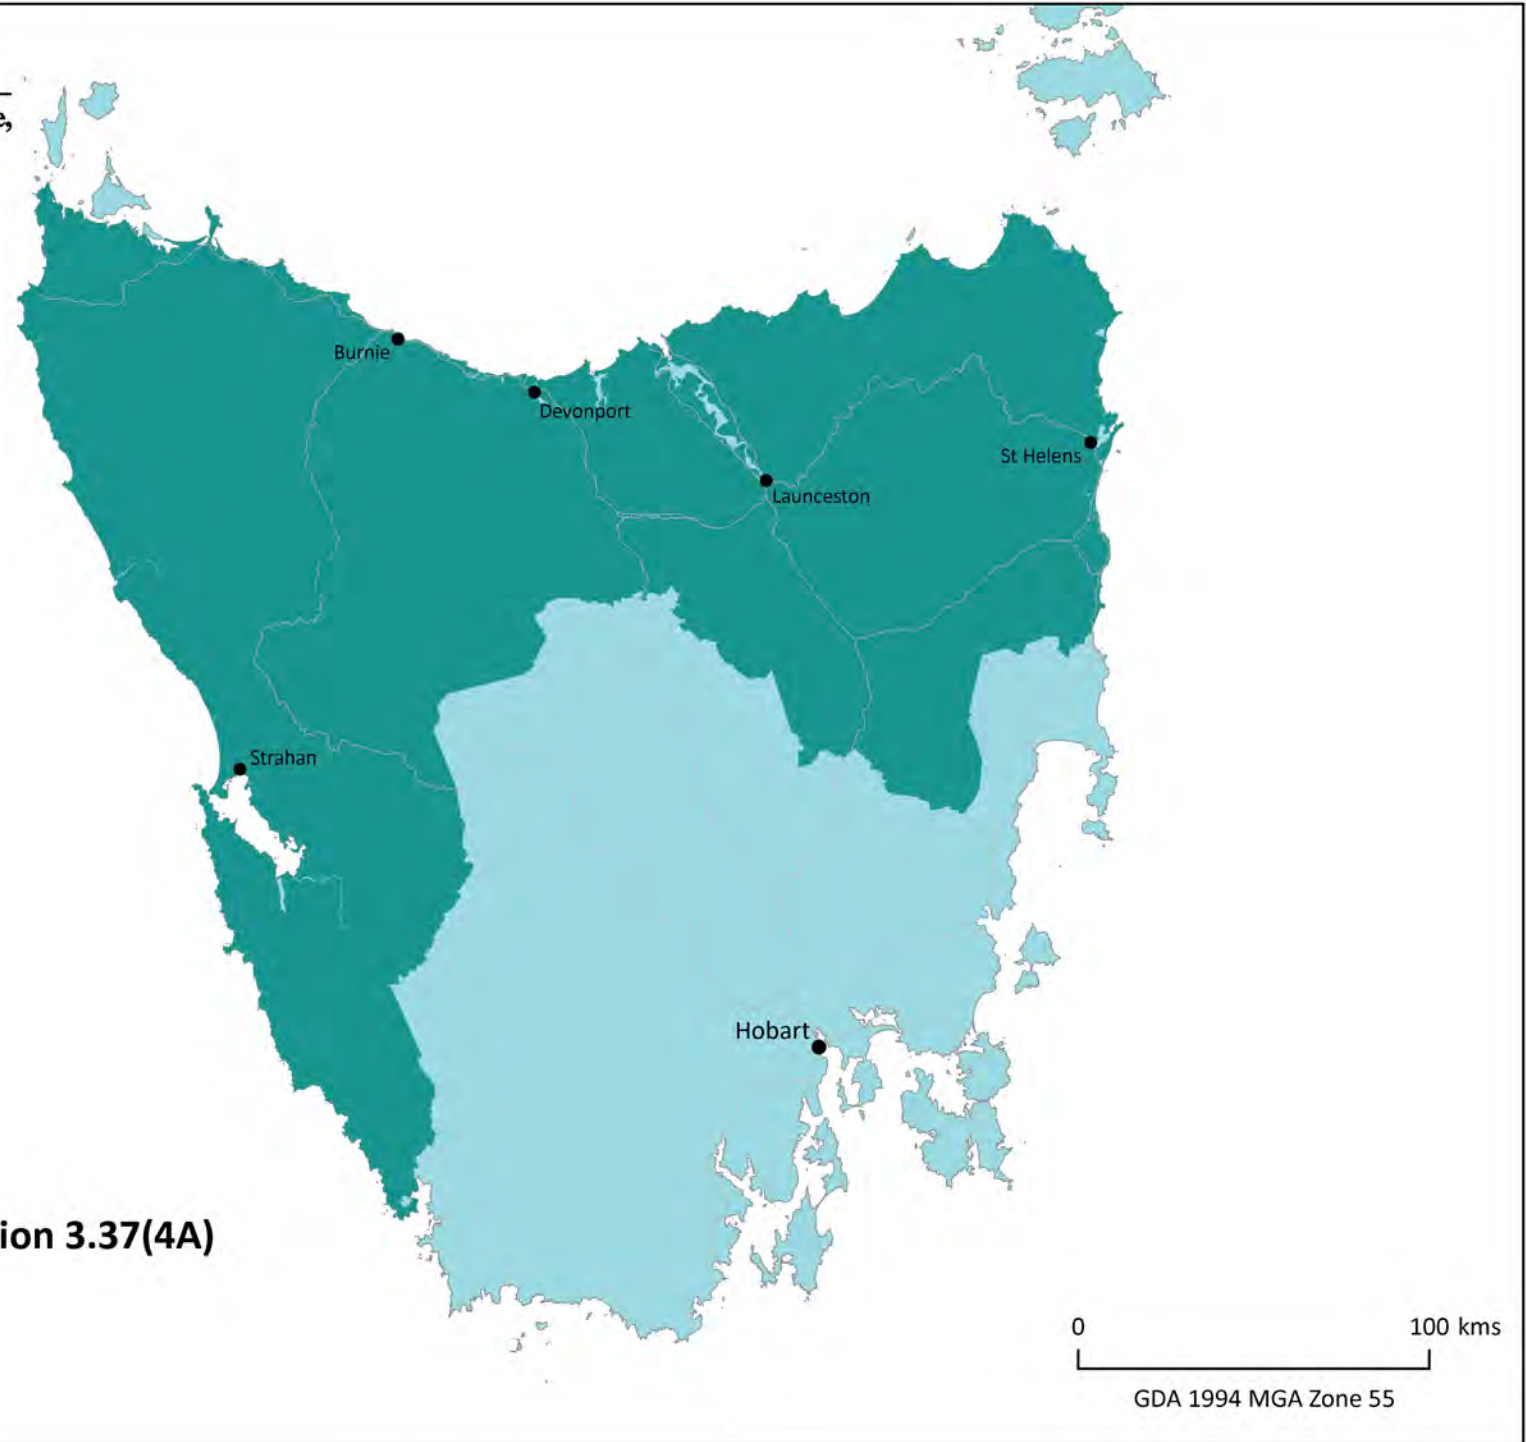 e,
Burnie
Devonport
St Helens
Launceston
Strahan
Hobart
ion 3.37(4A)
0 100 kms
GDA 1994 MGA Zone 55